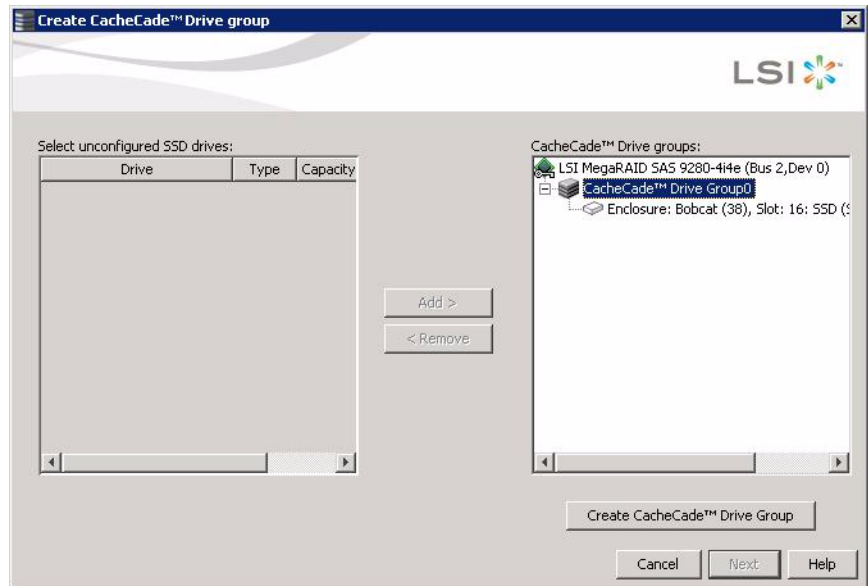 Create CacheCade™ Drive group
LSI
Select unconfigured SSD drives:
Drive Type Capacity
CacheCade™ Drive groups:
LSI MegaRAID SAS 9280-4i4e (Bus 2,Dev 0)
CacheCade™ Drive Group0
Enclosure: Bobcat (38), Slot: 16: SSD (S
Add >
< Remove
Create CacheCade™ Drive Group
Cancel Next Help